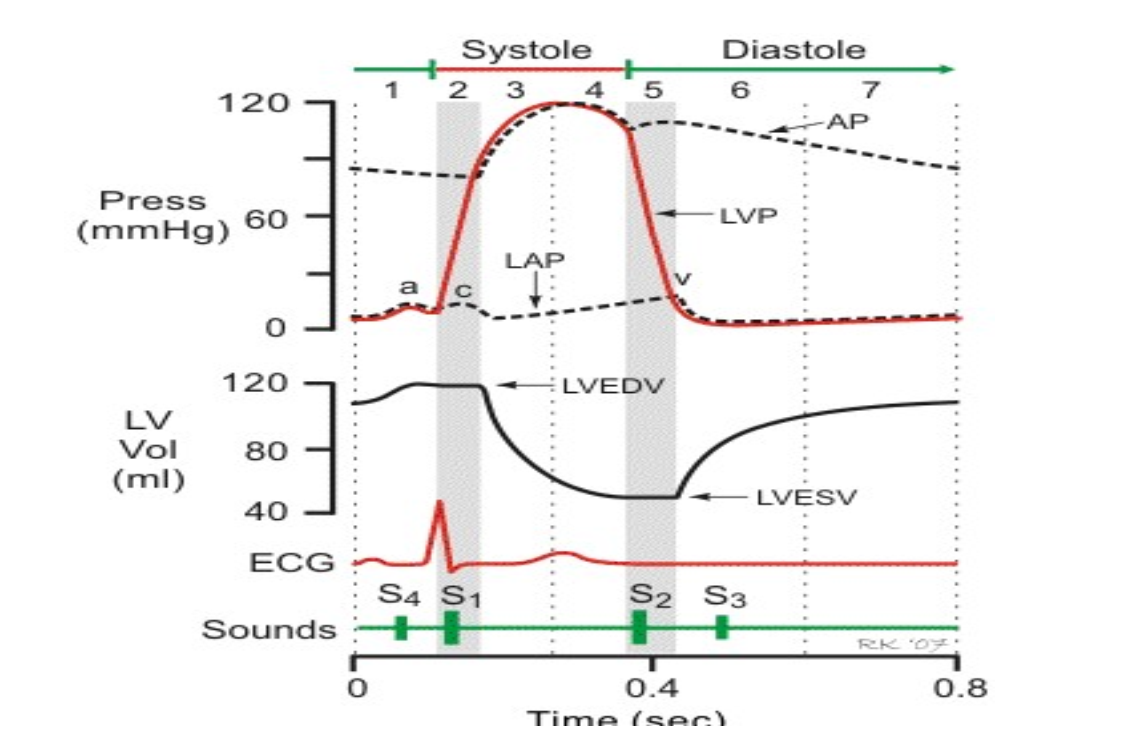 Systole Diastole
1 2 3 4 5 6 7
120
AP
Press
(mmHg)
60
LVP
LAP
a c v
0
120
LVEDV
LV
Vol
(ml)
80
LVESV
40
ECG
S4 S1 S2 S3
Sounds
RK '07
0 0.4 0.8
Time (sec)